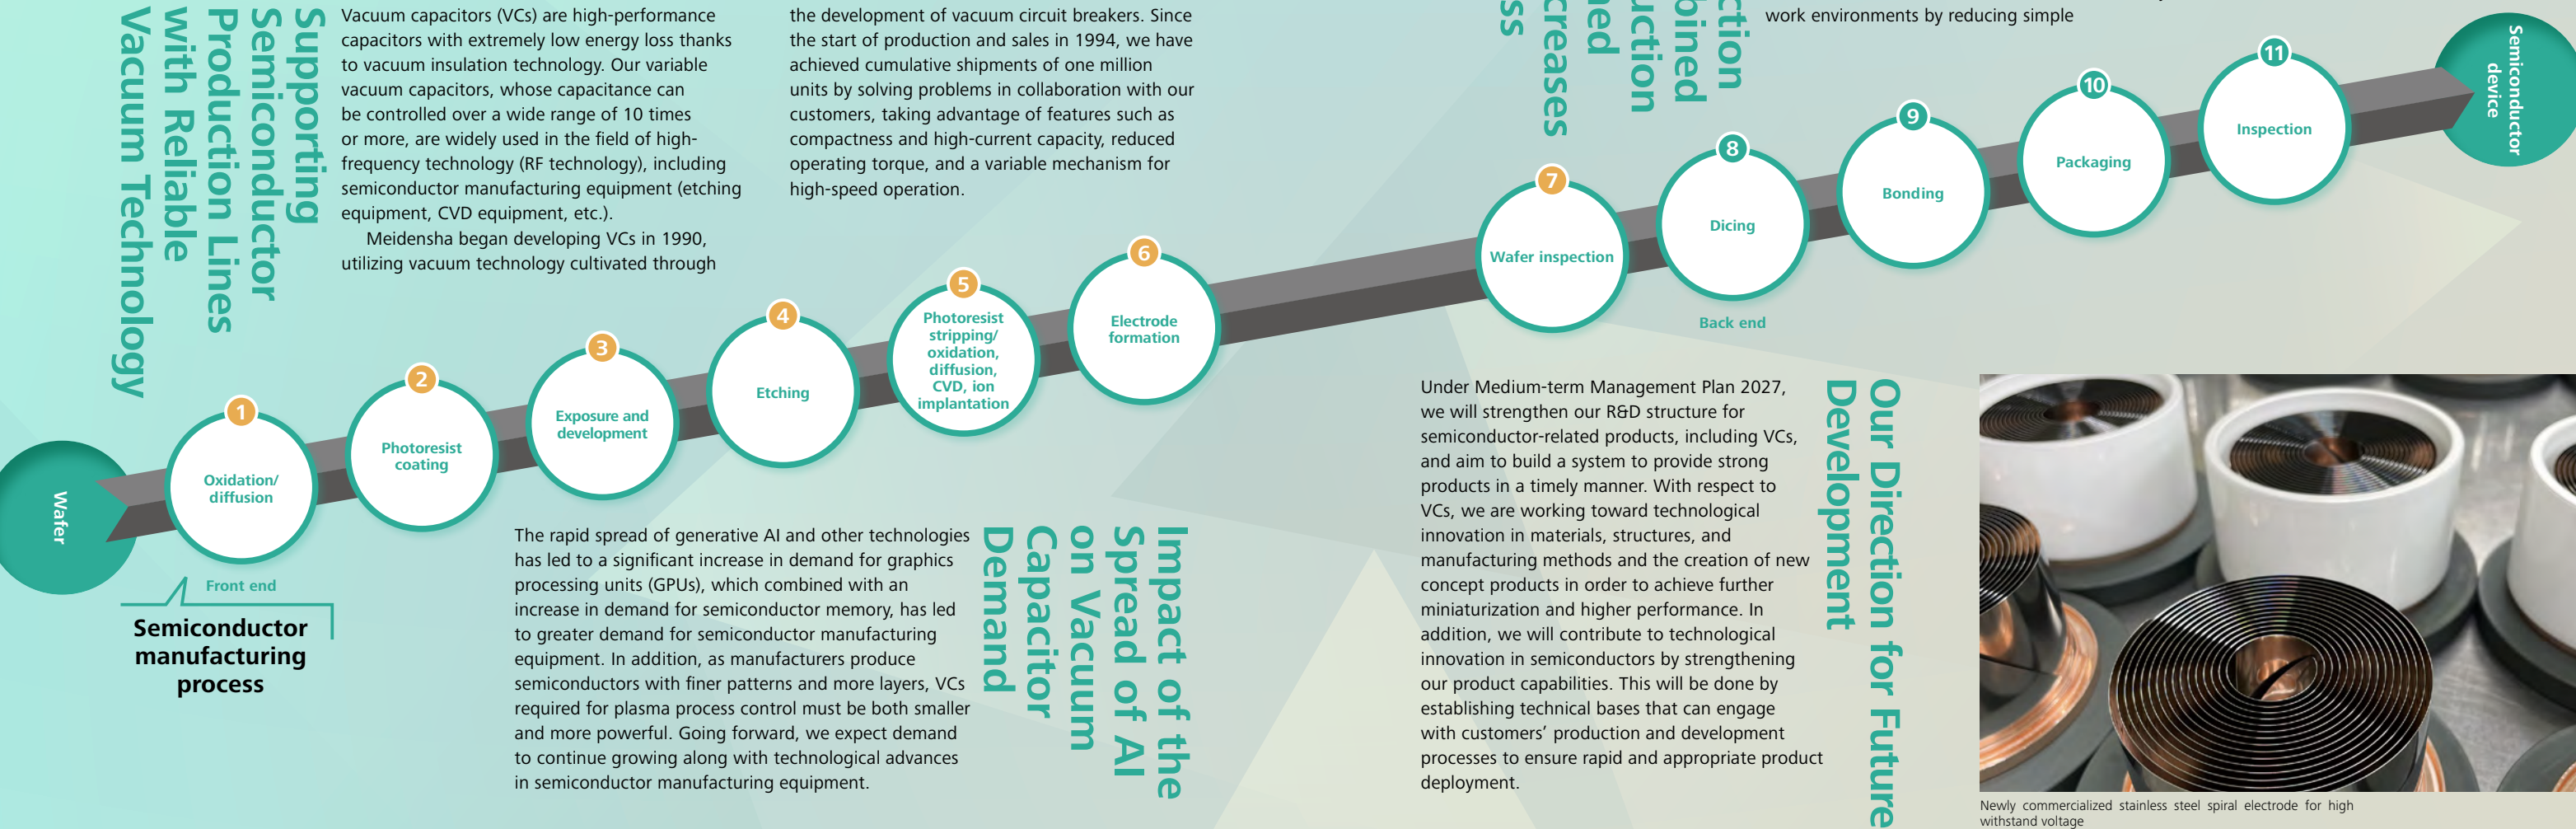 Supporting
Semiconductor
Production Lines
with Reliable
Vacuum Technology
Vacuum capacitors (VCs) are high-performance
capacitors with extremely low energy loss thanks
to vacuum insulation technology. Our variable
vacuum capacitors, whose capacitance can
be controlled over a wide range of 10 times
or more, are widely used in the field of high-
frequency technology (RF technology), including
semiconductor manufacturing equipment (etching
equipment, CVD equipment, etc.).
Meidensha began developing VCs in 1990,
utilizing vacuum technology cultivated through
the development of vacuum circuit breakers. Since
the start of production and sales in 1994, we have
achieved cumulative shipments of one million
units by solving problems in collaboration with our
customers, taking advantage of features such as
compactness and high-current capacity, reduced
operating torque, and a variable mechanism for
high-speed operation.
work environments by reducing simple
Wafer
1
Oxidation/
diffusion
2
Photoresist
coating
3
Exposure and
development
4
Etching
5
Photoresist
stripping/
oxidation,
diffusion,
CVD, ion
implantation
6
Electrode
formation
7
Wafer inspection
8
Dicing
9
Bonding
10
Packaging
11
Inspection
Semiconductor
device
Front end
Back end
Semiconductor
manufacturing
process
Impact of the
Spread of AI
on Vacuum
Capacitor
Demand
The rapid spread of generative AI and other technologies
has led to a significant increase in demand for graphics
processing units (GPUs), which combined with an
increase in demand for semiconductor memory, has led
to greater demand for semiconductor manufacturing
equipment. In addition, as manufacturers produce
semiconductors with finer patterns and more layers, VCs
required for plasma process control must be both smaller
and more powerful. Going forward, we expect demand
to continue growing along with technological advances
in semiconductor manufacturing equipment.
Our Direction for Future
Development
Under Medium-term Management Plan 2027,
we will strengthen our R&D structure for
semiconductor-related products, including VCs,
and aim to build a system to provide strong
products in a timely manner. With respect to
VCs, we are working toward technological
innovation in materials, structures, and
manufacturing methods and the creation of new
concept products in order to achieve further
miniaturization and higher performance. In
addition, we will contribute to technological
innovation in semiconductors by strengthening
our product capabilities. This will be done by
establishing technical bases that can engage
with customers’ production and development
processes to ensure rapid and appropriate product
deployment.
Newly commercialized stainless steel spiral electrode for high
withstand voltage